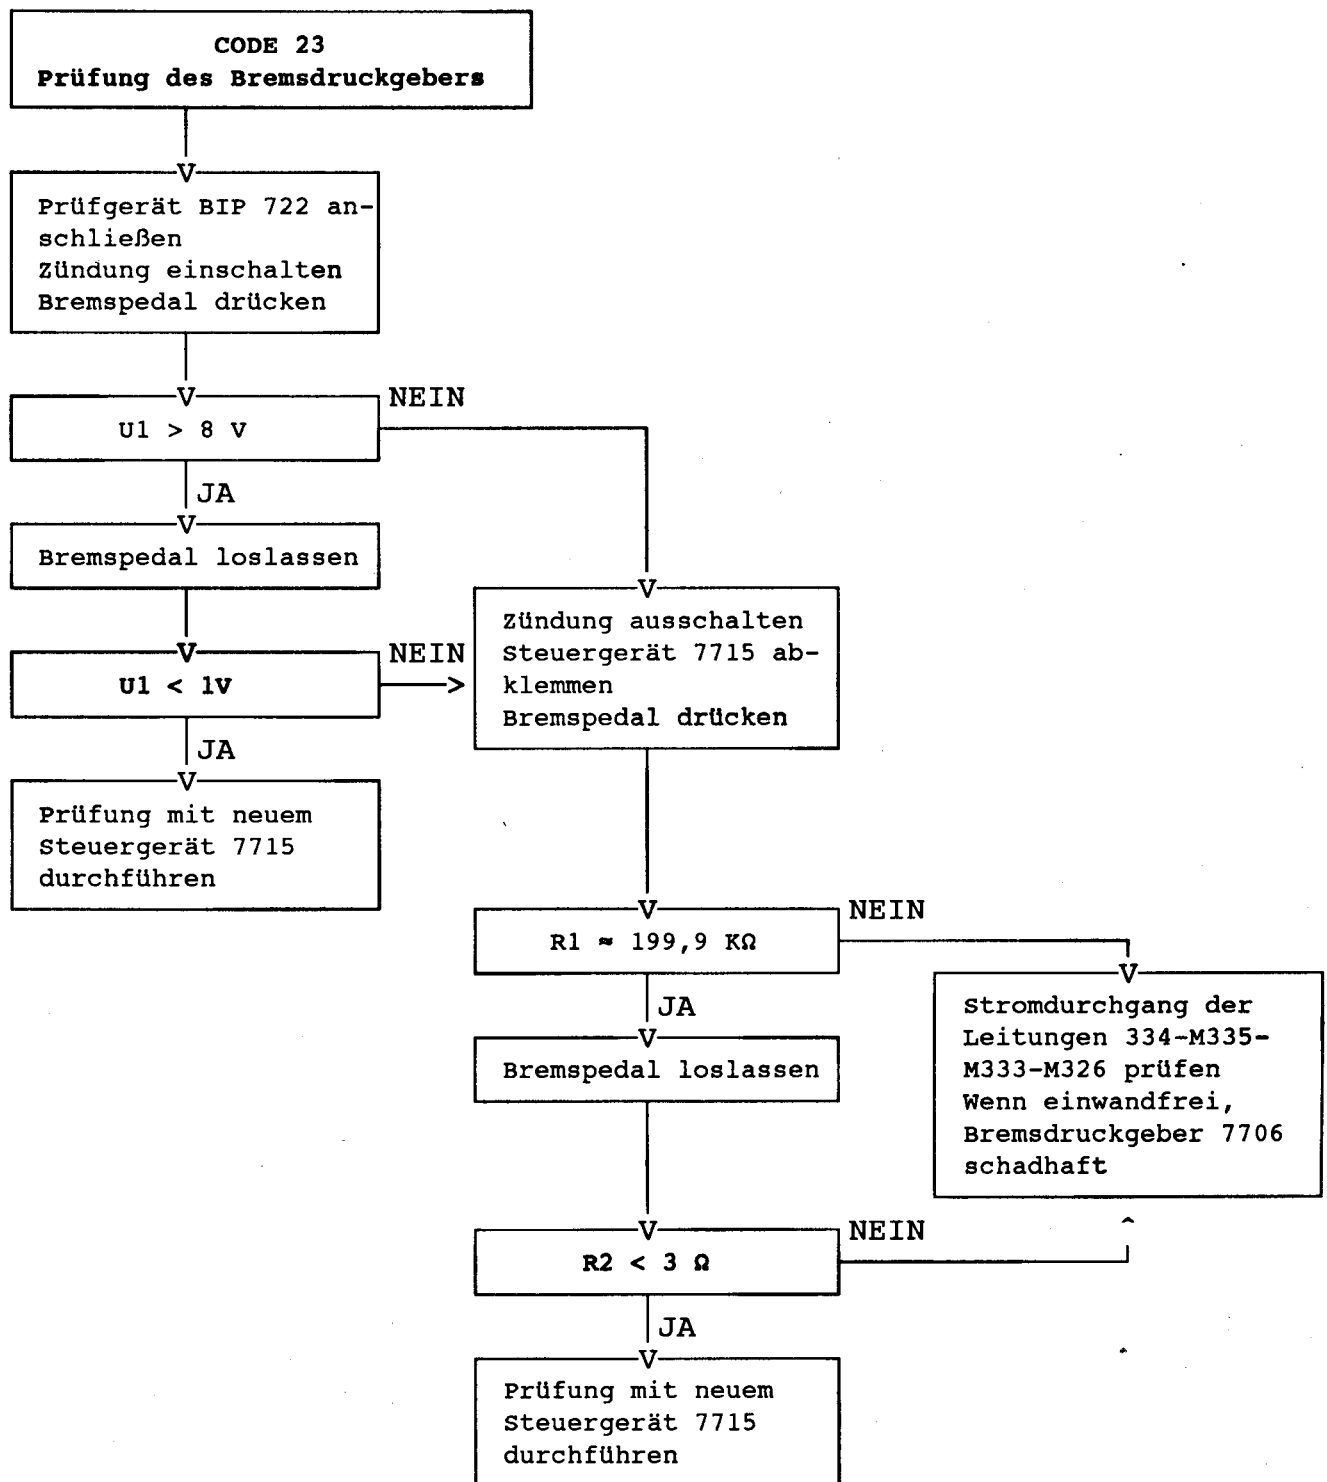 CODE 23
Prüfung des Bremsdruckgebers
Prüfgerät BIP 722 an-
schließen
Zündung einschalten
Bremspedal drücken
U1 > 8 V
NEIN
JA
Bremspedal loslassen
U1 < 1V
NEIN
JA
Prüfung mit neuem
Steuergerät 7715
durchführen
Zündung ausschalten
Steuergerät 7715 ab-
klemmen
Bremspedal drücken
R1 ≈ 199,9 KΩ
NEIN
JA
Bremspedal loslassen
R2 < 3 Ω
NEIN
JA
Prüfung mit neuem
Steuergerät 7715
durchführen
Stromdurchgang der
Leitungen 334-M335-
M333-M326 prüfen
Wenn einwandfrei,
Bremsdruckgeber 7706
schadhaft